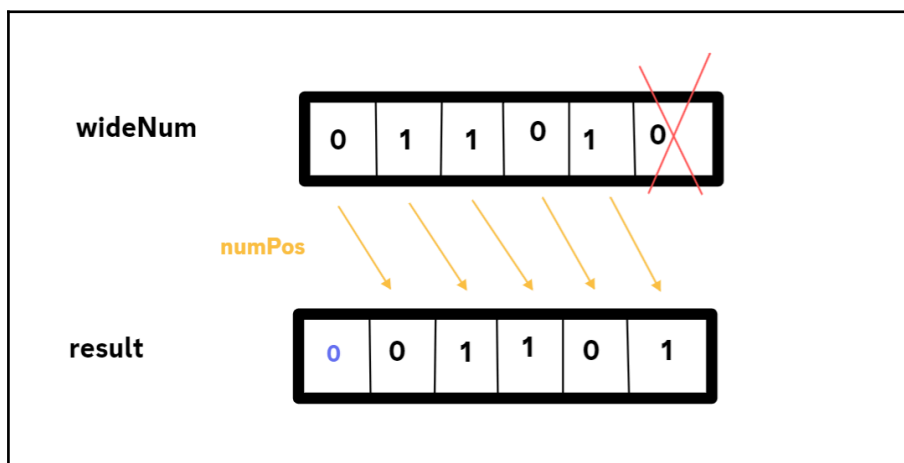 wideNum
0 1 1 0 1 0
numPos
result
0 0 1 1 0 1